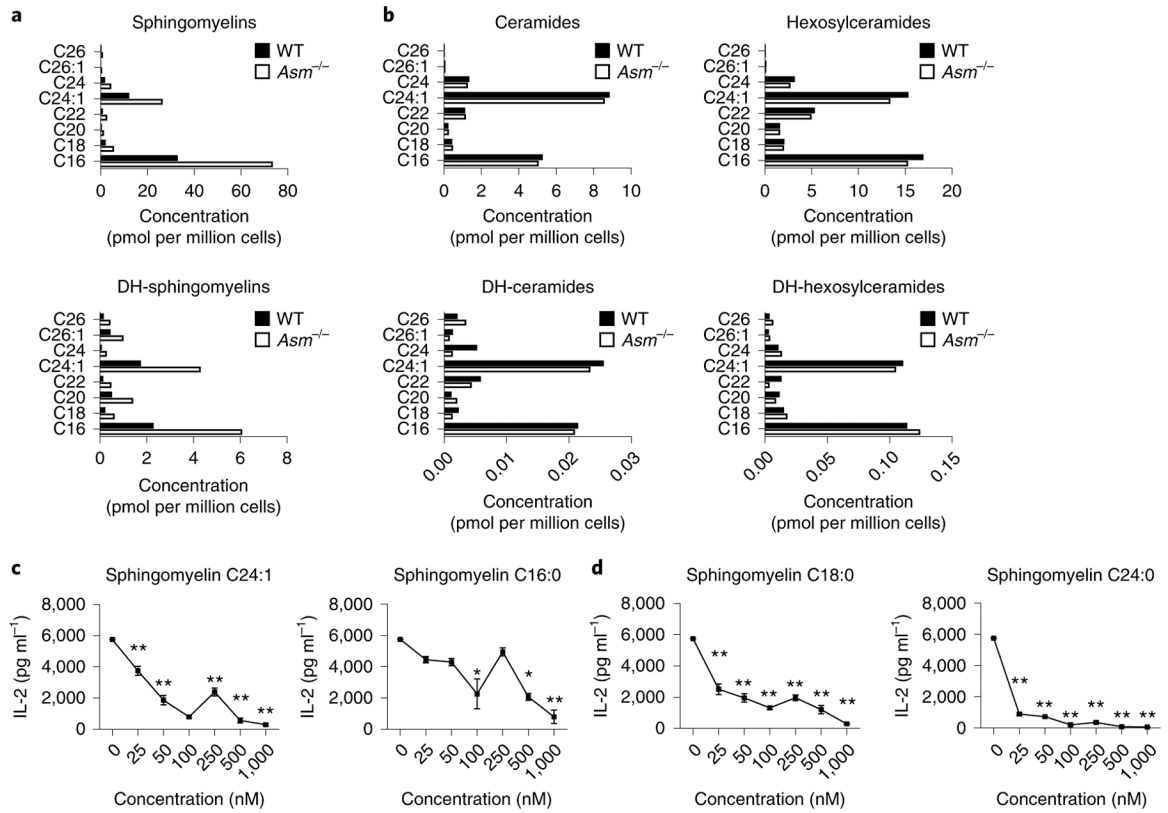 a
Sphingomyelins
C26
C26:1
C24
C24:1
C22
C20
C18
C16
WT
Asm–/–
0 20 40 60 80
Concentration
(pmol per million cells)
b
Ceramides
C26
C26:1
C24
C24:1
C22
C20
C18
C16
WT
Asm–/–
0 2 4 6 8 10
Concentration
(pmol per million cells)
Hexosylceramides
C26
C26:1
C24
C24:1
C22
C20
C18
C16
WT
Asm–/–
0 5 10 15 20
Concentration
(pmol per million cells)
DH-sphingomyelins
C26
C26:1
C24
C24:1
C22
C20
C18
C16
WT
Asm–/–
0 2 4 6 8
Concentration
(pmol per million cells)
DH-ceramides
C26
C26:1
C24
C24:1
C22
C20
C18
C16
WT
Asm–/–
0.00 0.01 0.02 0.03
Concentration
(pmol per million cells)
DH-hexosylceramides
C26
C26:1
C24
C24:1
C22
C20
C18
C16
WT
Asm–/–
0.00 0.05 0.10 0.15
Concentration
(pmol per million cells)
c
Sphingomyelin C24:1
IL-2 (pg ml–1)
8,000
6,000
4,000
2,000
0
** ** ** ** **
0 25 50 100 250 500 1,000
Concentration (nM)
Sphingomyelin C16:0
IL-2 (pg ml–1)
8,000
6,000
4,000
2,000
0
* * **
0 25 50 100 250 500 1,000
Concentration (nM)
d
Sphingomyelin C18:0
IL-2 (pg ml–1)
8,000
6,000
4,000
2,000
0
** ** ** ** ** **
0 25 50 100 250 500 1,000
Concentration (nM)
Sphingomyelin C24:0
IL-2 (pg ml–1)
8,000
6,000
4,000
2,000
0
** ** ** ** ** **
0 25 50 100 250 500 1,000
Concentration (nM)